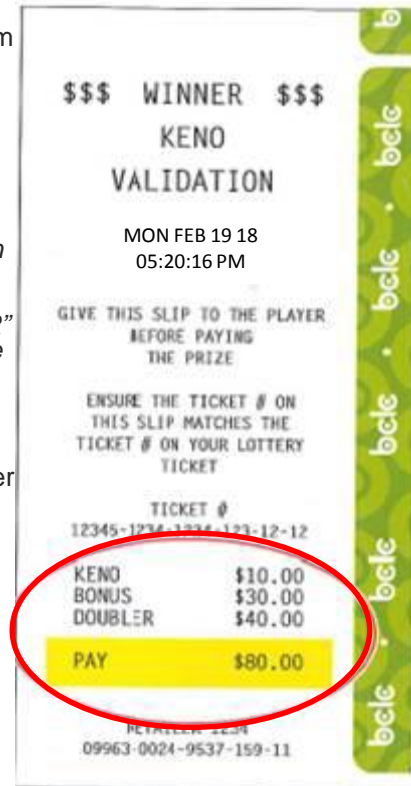 $$$ WINNER $$$
KENO
VALIDATION
MON FEB 19 18
05:20:16 PM
GIVE THIS SLIP TO THE PLAYER
BEFORE PAYING
THE PRIZE
ENSURE THE TICKET # ON
THIS SLIP MATCHES THE
TICKET # ON YOUR LOTTERY
TICKET
TICKET #
12345-1234-1234-123-12-12
KENO $10.00
BONUS $30.00
DOUBLER $40.00
PAY $80.00
RETAILER 1234
09963-0024-9537-159-11
bclc
bclc
bclc
bclc
bclc